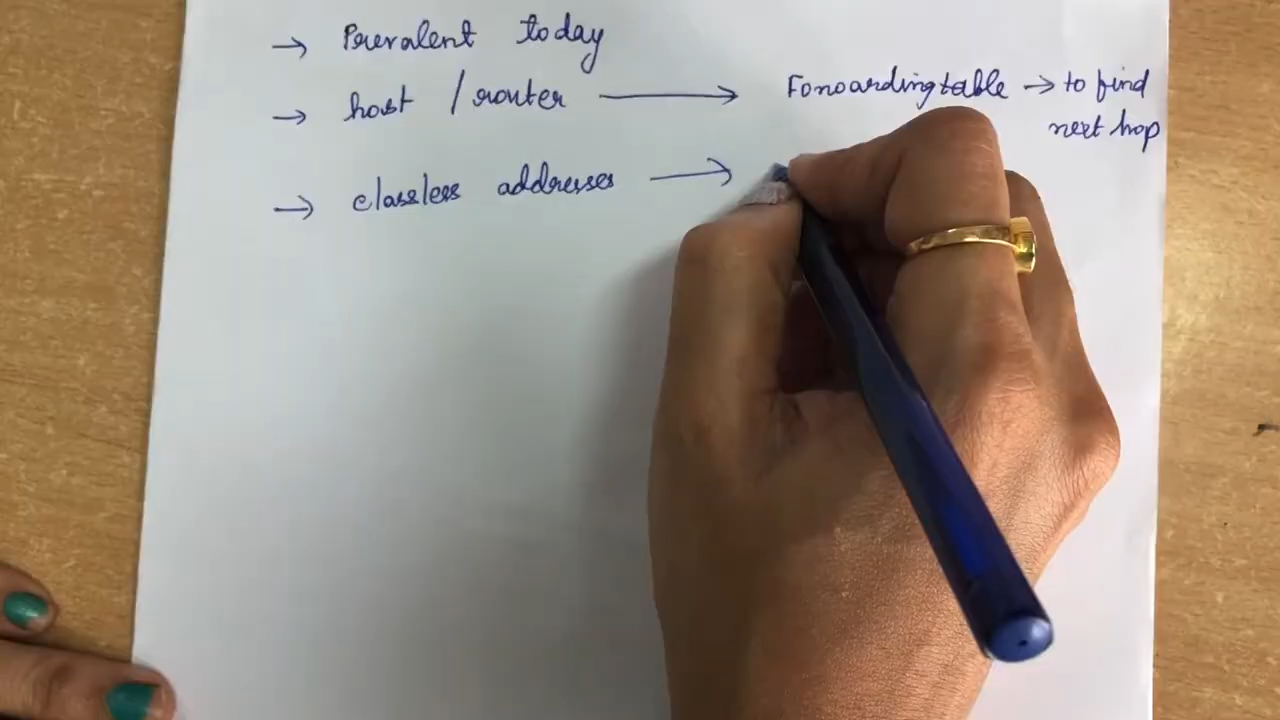 → Prevalent today
→ host / router → Forwarding table → to find
next hop
→ classless addresses →